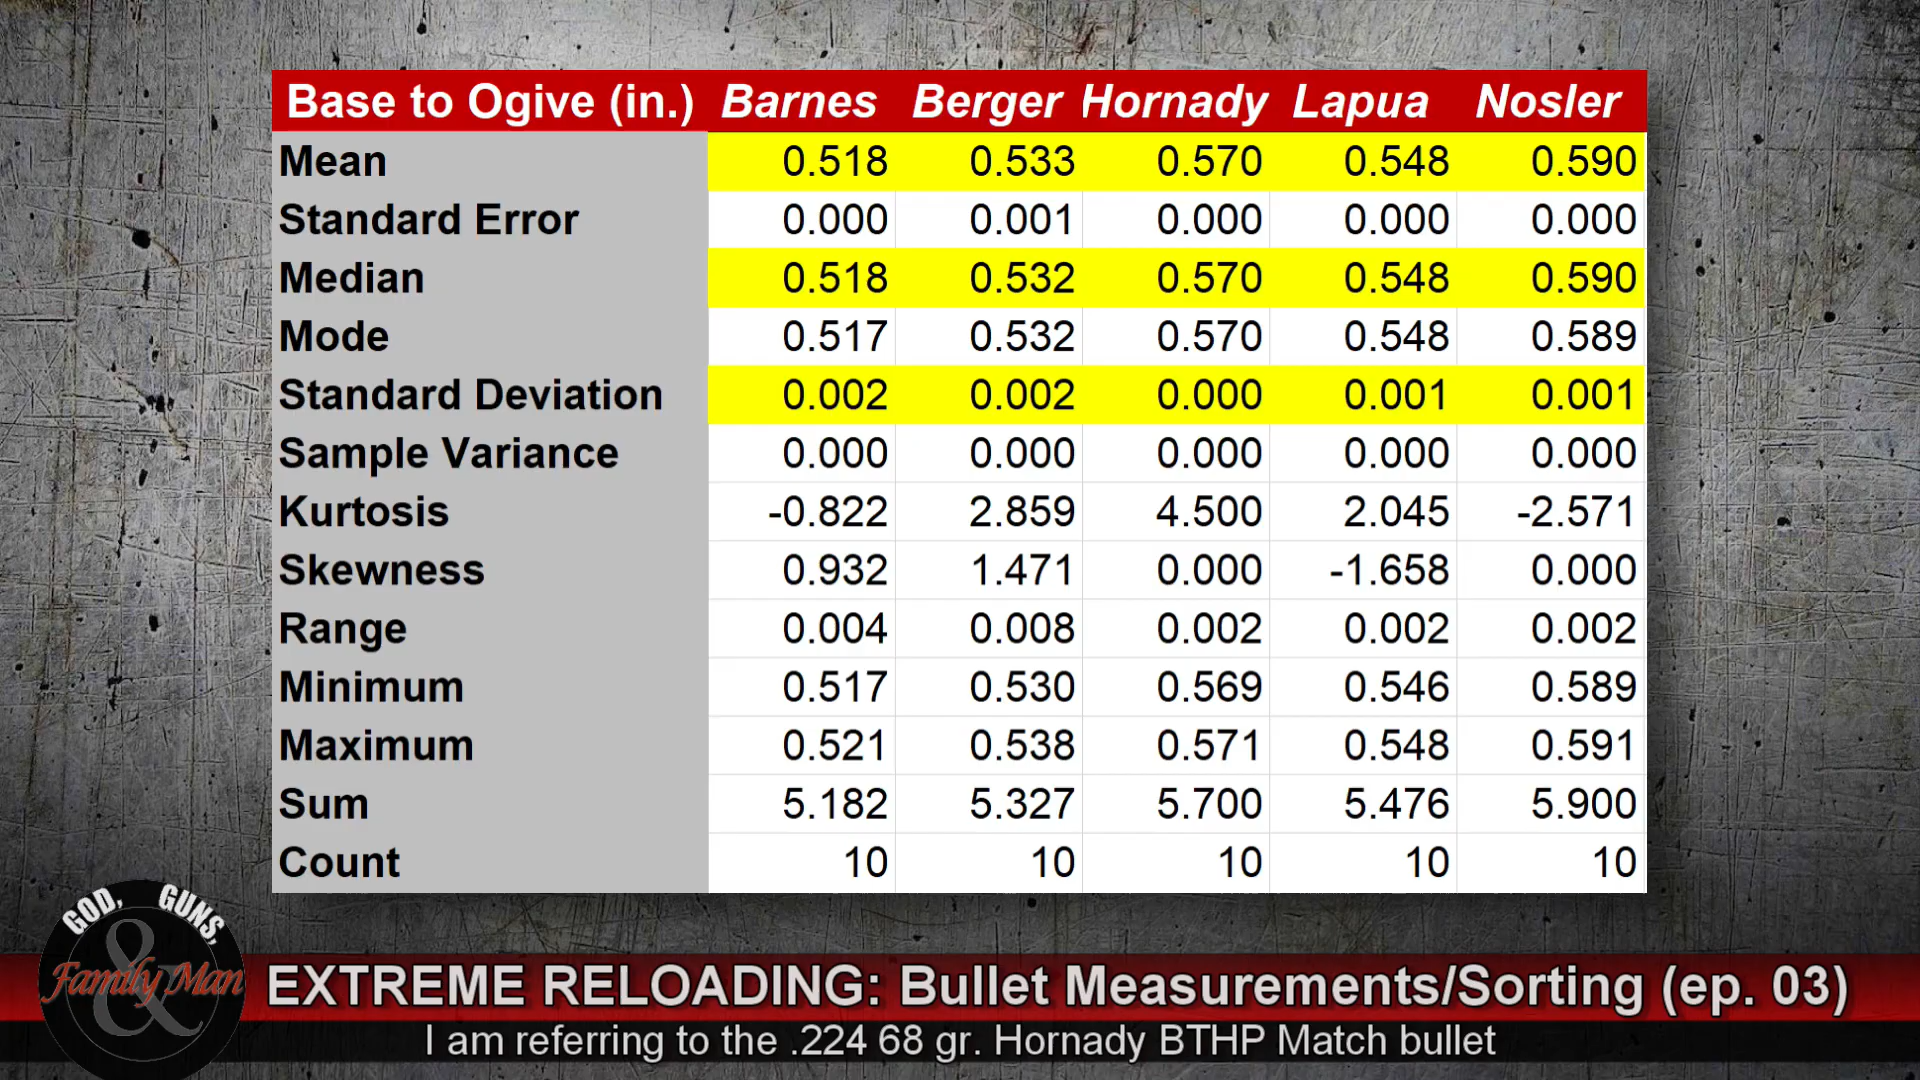 Base to Ogive (in.) Barnes Berger Hornady Lapua Nosler
Mean 0.518 0.533 0.570 0.548 0.590
Standard Error 0.000 0.001 0.000 0.000 0.000
Median 0.518 0.532 0.570 0.548 0.590
Mode 0.517 0.532 0.570 0.548 0.589
Standard Deviation 0.002 0.002 0.000 0.001 0.001
Sample Variance 0.000 0.000 0.000 0.000 0.000
Kurtosis -0.822 2.859 4.500 2.045 -2.571
Skewness 0.932 1.471 0.000 -1.658 0.000
Range 0.004 0.008 0.002 0.002 0.002
Minimum 0.517 0.530 0.569 0.546 0.589
Maximum 0.521 0.538 0.571 0.548 0.591
Sum 5.182 5.327 5.700 5.476 5.900
Count 10 10 10 10 10
GOD, GUNS,
&
Family Man
EXTREME RELOADING: Bullet Measurements/Sorting (ep. 03)
I am referring to the .224 68 gr. Hornady BTHP Match bullet